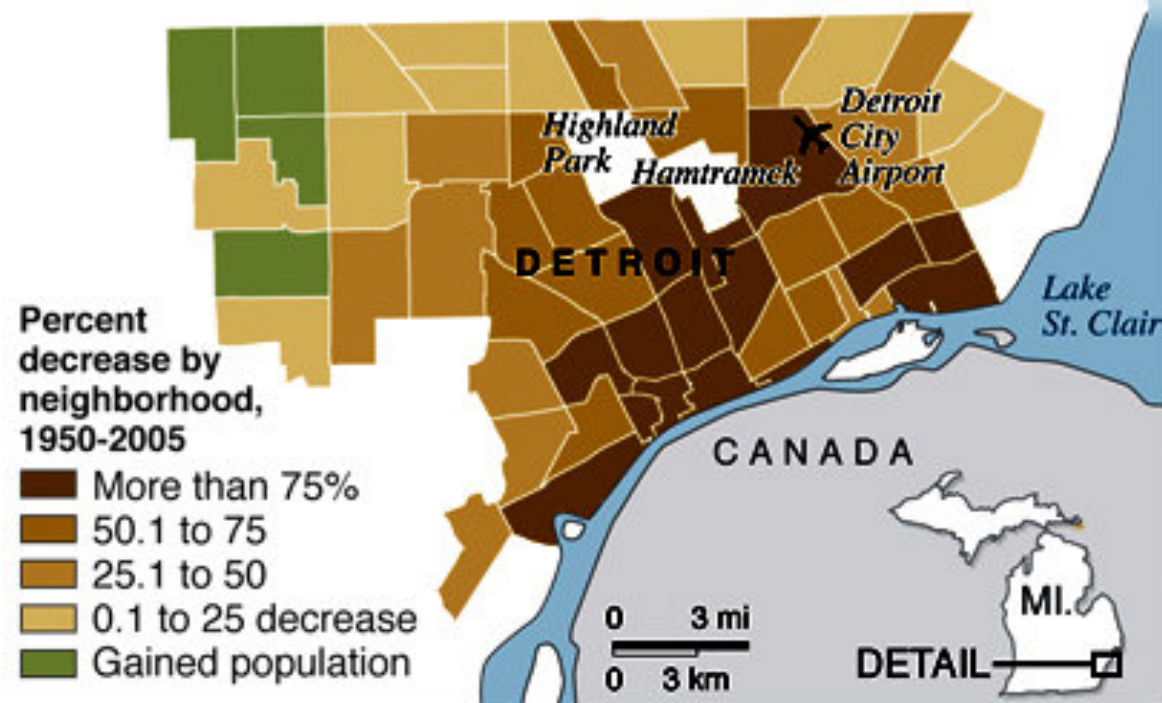 Highland
Park
Hamtramck
Detroit
City
Airport
DETROIT
Lake
St. Clair
Percent
decrease by
neighborhood,
1950-2005
More than 75%
50.1 to 75
25.1 to 50
0.1 to 25 decrease
Gained population
CANADA
0 3 mi
0 3 km
MI.
DETAIL